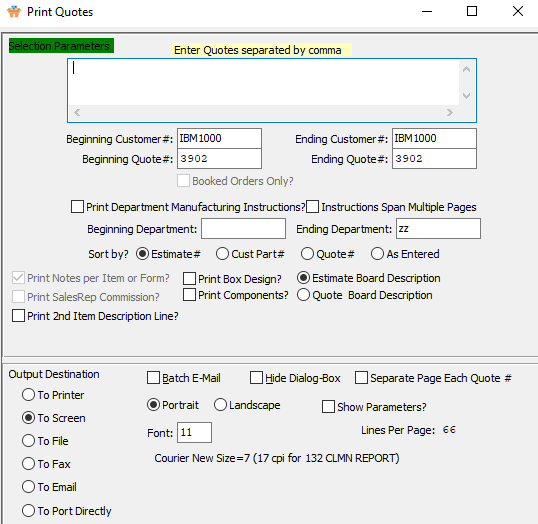 Print Quotes
Selection Parameters
Enter Quotes separated by comma
Beginning Customer#: IBM1000 Ending Customer#: IBM1000
Beginning Quote#: 3902 Ending Quote#: 3902
Booked Orders Only?
Print Department Manufacturing Instructions? Instructions Span Multiple Pages
Beginning Department: Ending Department: zz
Sort by? Estimate# Cust Part# Quote# As Entered
Print Notes per Item or Form? Print Box Design? Estimate Board Description
Print SalesRep Commission? Print Components? Quote Board Description
Print 2nd Item Description Line?
Output Destination
Batch E-Mail Hide Dialog-Box Separate Page Each Quote #
To Printer
Portrait Landscape Show Parameters?
To Screen
Font: 11 Lines Per Page: 66
To File
Courier New Size=7 (17 cpi for 132 CLMN REPORT)
To Fax
To Email
To Port Directly